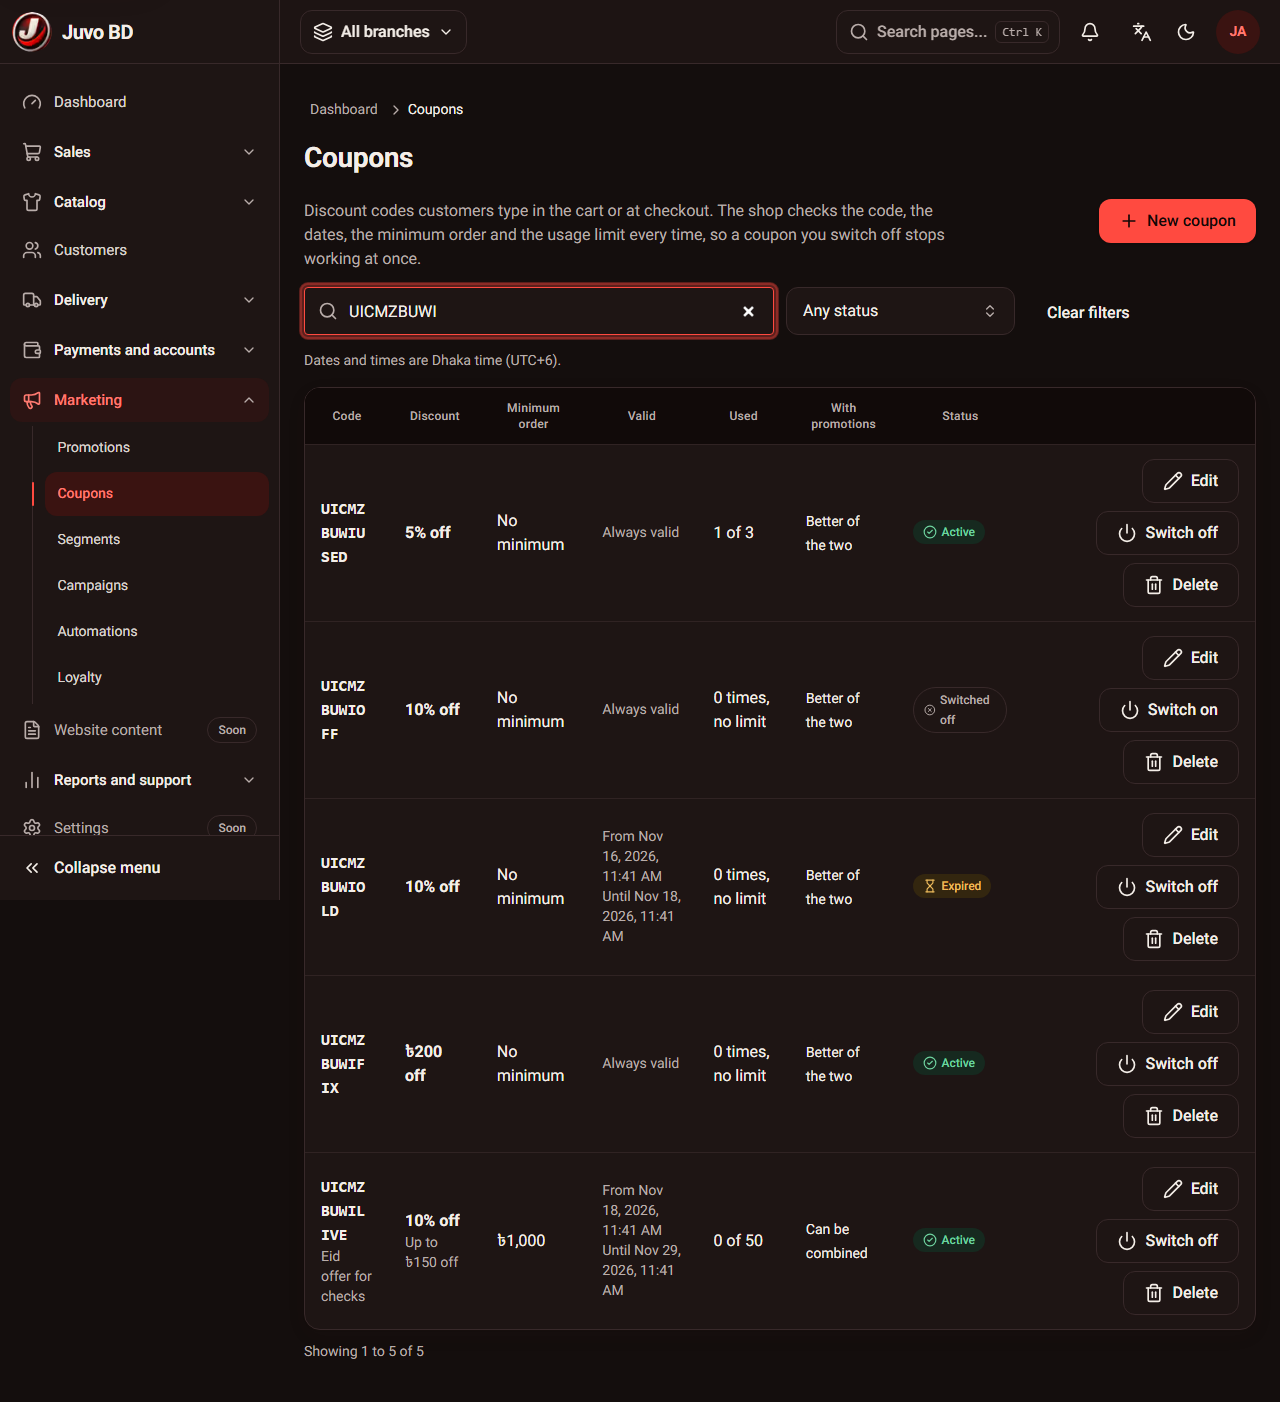 Juvo BD
All branches
Search pages... Ctrl K
JA
Dashboard
Sales
Catalog
Customers
Delivery
Payments and accounts
Marketing
Promotions
Coupons
Segments
Campaigns
Automations
Loyalty
Website content Soon
Reports and support
Settings Soon
Collapse menu
Dashboard > Coupons
Coupons
Discount codes customers type in the cart or at checkout. The shop checks the code, the
dates, the minimum order and the usage limit every time, so a coupon you switch off stops
working at once.
New coupon
UICMZBUWI
Any status
Clear filters
Dates and times are Dhaka time (UTC+6).
Code Discount Minimum order Valid Used With promotions Status
UICMZ
BUWIU
SED
5% off
No
minimum
Always valid
1 of 3
Better of
the two
Active
Edit
Switch off
Delete
UICMZ
BUWIO
FF
10% off
No
minimum
Always valid
0 times,
no limit
Better of
the two
Switched
off
Edit
Switch on
Delete
UICMZ
BUWIO
LD
10% off
No
minimum
From Nov
16, 2026,
11:41 AM
Until Nov 18,
2026, 11:41
AM
0 times,
no limit
Better of
the two
Expired
Edit
Switch off
Delete
UICMZ
BUWIF
IX
৳200
off
No
minimum
Always valid
0 times,
no limit
Better of
the two
Active
Edit
Switch off
Delete
UICMZ
BUWIL
IVE
Eid
offer for
checks
10% off
Up to
৳150 off
৳1,000
From Nov
18, 2026,
11:41 AM
Until Nov 29,
2026, 11:41
AM
0 of 50
Can be
combined
Active
Edit
Switch off
Delete
Showing 1 to 5 of 5